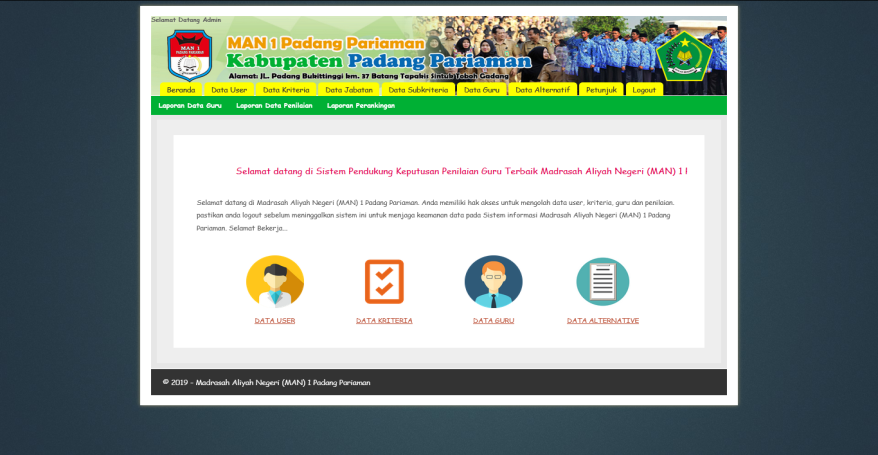 Selamat Datang Admin
MAN 1
PADANG PARIAMAN
MAN 1 Padang Pariaman
Kabupaten Padang Pariaman
Alamat: JL. Padang Bukittinggi km. 37 Batang Tapakis Sintuk Toboh Gadang
Beranda Data User Data Kriteria Data Jabatan Data Subkriteria Data Guru Data Alternatif Petunjuk Logout
Laporan Data Guru Laporan Data Penilaian Laporan Perankingan
Selamat datang di Sistem Pendukung Keputusan Penilaian Guru Terbaik Madrasah Aliyah Negeri (MAN) 1
Selamat datang di Madrasah Aliyah Negeri (MAN) 1 Padang Pariaman. Anda memiliki hak akses untuk mengolah data user, kriteria, guru dan penilaian.
pastikan anda logout sebelum meninggalkan sistem ini untuk menjaga keamanan data pada Sistem informasi Madrasah Aliyah Negeri (MAN) 1 Padang
Pariaman. Selamat Bekerja...
DATA USER DATA KRITERIA DATA GURU DATA ALTERNATIVE
© 2019 - Madrasah Aliyah Negeri (MAN) 1 Padang Pariaman